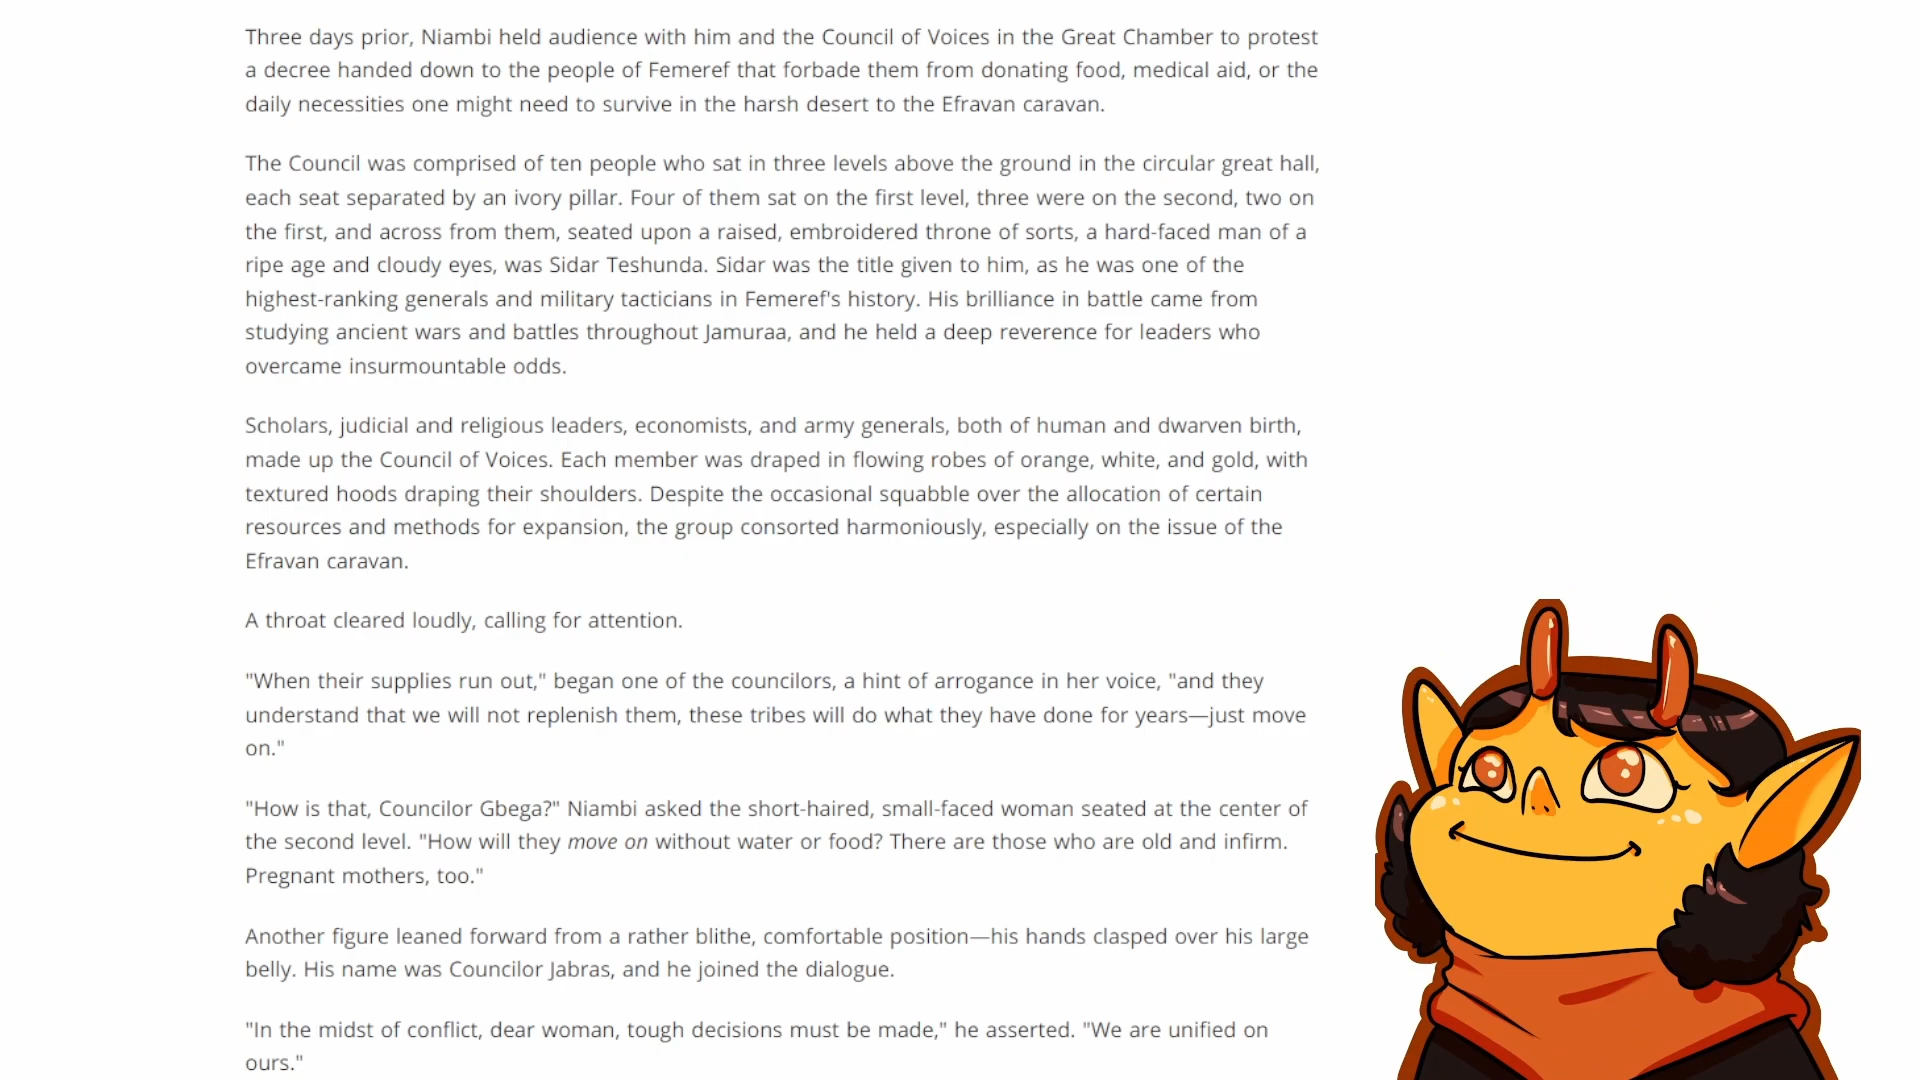 Three days prior, Niambi held audience with him and the Council of Voices in the Great Chamber to protest
a decree handed down to the people of Femeref that forbade them from donating food, medical aid, or the
daily necessities one might need to survive in the harsh desert to the Efravan caravan.
The Council was comprised of ten people who sat in three levels above the ground in the circular great hall,
each seat separated by an ivory pillar. Four of them sat on the first level, three were on the second, two on
the first, and across from them, seated upon a raised, embroidered throne of sorts, a hard-faced man of a
ripe age and cloudy eyes, was Sidar Teshunda. Sidar was the title given to him, as he was one of the
highest-ranking generals and military tacticians in Femeref's history. His brilliance in battle came from
studying ancient wars and battles throughout Jamuraa, and he held a deep reverence for leaders who
overcame insurmountable odds.
Scholars, judicial and religious leaders, economists, and army generals, both of human and dwarven birth,
made up the Council of Voices. Each member was draped in flowing robes of orange, white, and gold, with
textured hoods draping their shoulders. Despite the occasional squabble over the allocation of certain
resources and methods for expansion, the group consorted harmoniously, especially on the issue of the
Efravan caravan.
A throat cleared loudly, calling for attention.
"When their supplies run out," began one of the councilors, a hint of arrogance in her voice, "and they
understand that we will not replenish them, these tribes will do what they have done for years—just move
on."
"How is that, Councilor Gbega?" Niambi asked the short-haired, small-faced woman seated at the center of
the second level. "How will they move on without water or food? There are those who are old and infirm.
Pregnant mothers, too."
Another figure leaned forward from a rather blithe, comfortable position—his hands clasped over his large
belly. His name was Councilor Jabras, and he joined the dialogue.
"In the midst of conflict, dear woman, tough decisions must be made," he asserted. "We are unified on
ours."